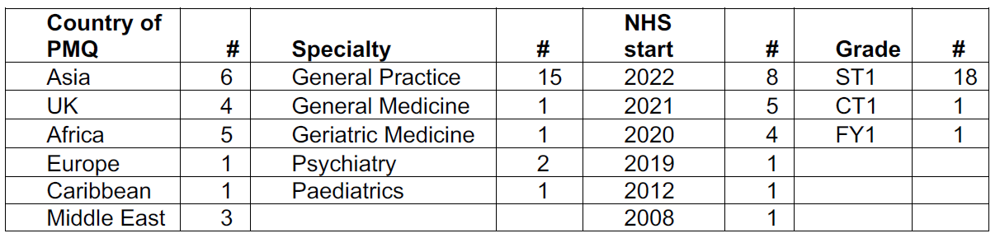 Country of PMQ # Specialty # NHS start # Grade #
Asia 6 General Practice 15 2022 8 ST1 18
UK 4 General Medicine 1 2021 5 CT1 1
Africa 5 Geriatric Medicine 1 2020 4 FY1 1
Europe 1 Psychiatry 2 2019 1
Caribbean 1 Paediatrics 1 2012 1
Middle East 3 2008 1